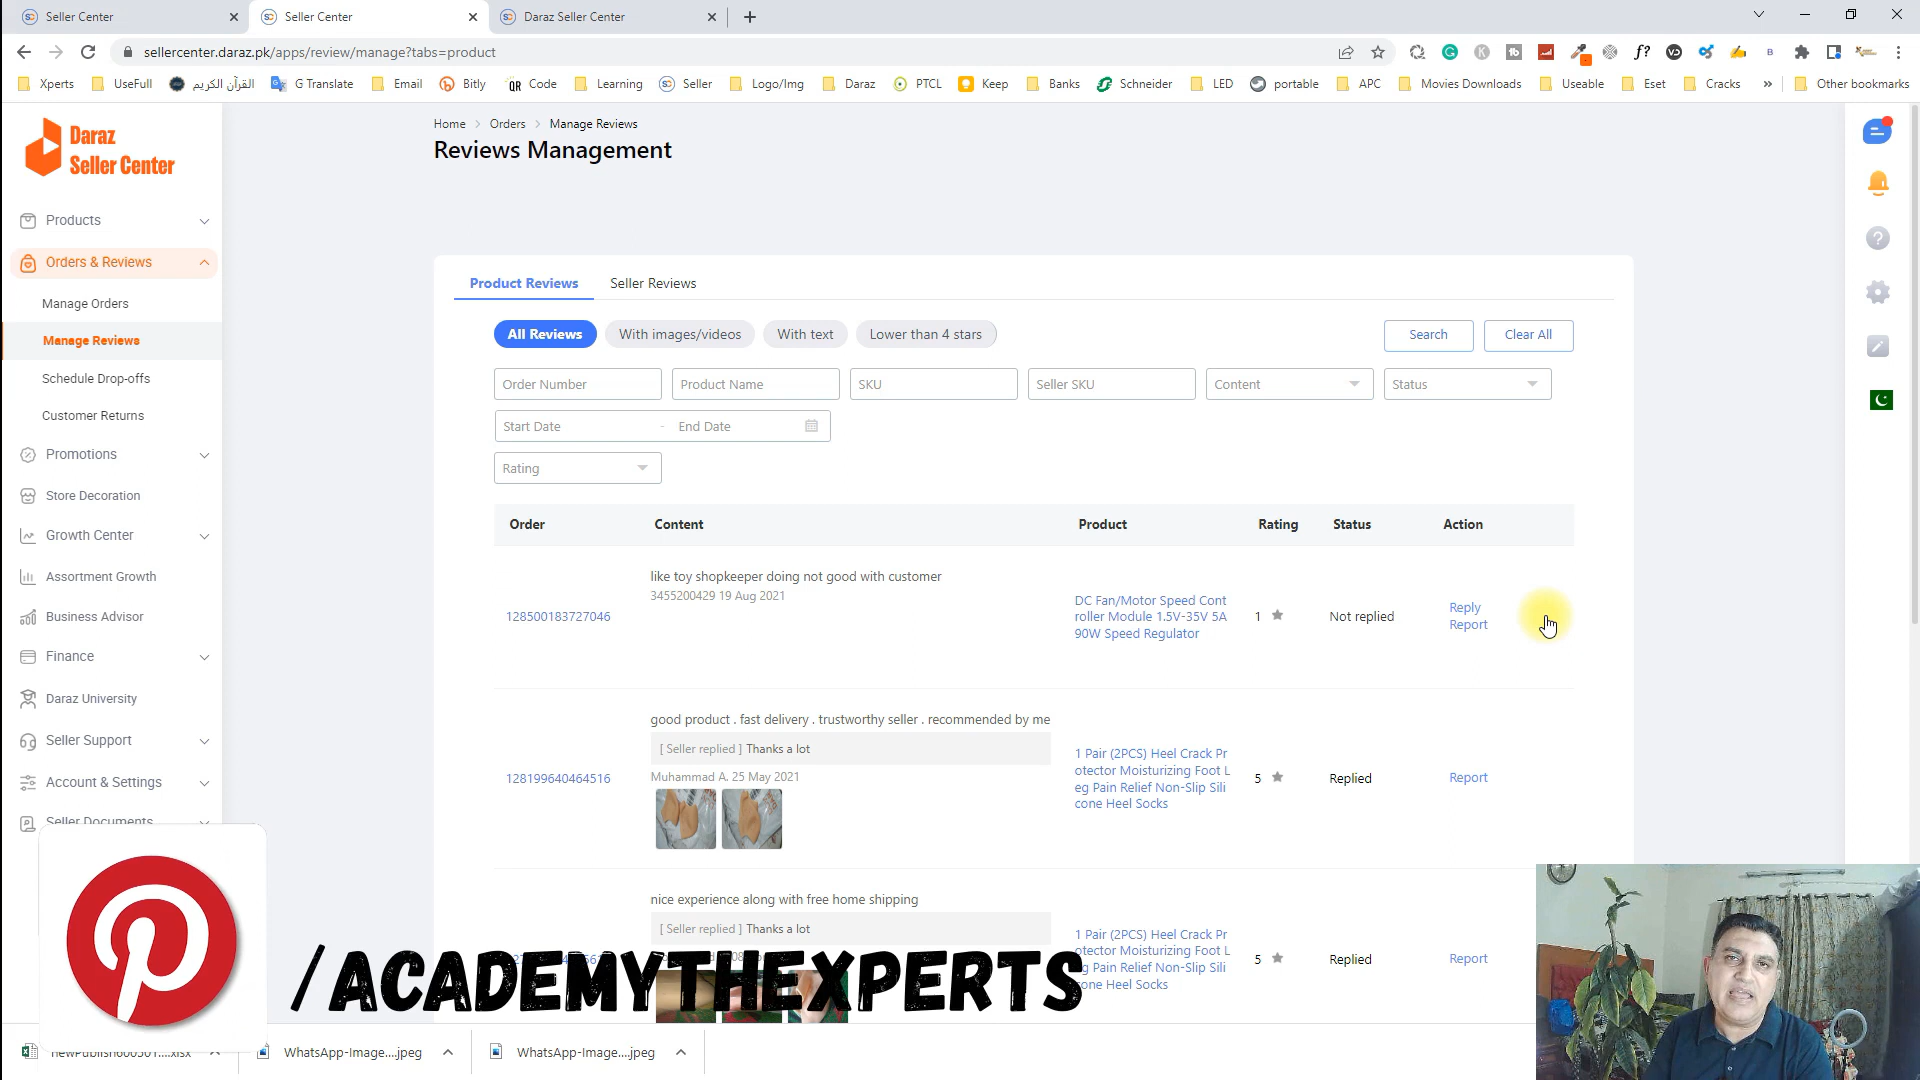 Seller Center
Seller Center
Daraz Seller Center
sellercenter.daraz.pk/apps/review/manage?tabs=product
Xperts
UseFull
القرآن الكريم
G Translate
Email
Bitly
QR Code
Learning
Seller
Logo/Img
Daraz
PTCL
Keep
Banks
Schneider
LED
portable
APC
Movies Downloads
Useable
Eset
Cracks
»
Other bookmarks
Daraz
Seller Center
Products
Orders & Reviews
Manage Orders
Manage Reviews
Schedule Drop-offs
Customer Returns
Promotions
Store Decoration
Growth Center
Assortment Growth
Business Advisor
Finance
Daraz University
Seller Support
Account & Settings
Seller Documents
Home > Orders > Manage Reviews
Reviews Management
Product Reviews
Seller Reviews
All Reviews
With images/videos
With text
Lower than 4 stars
Search
Clear All
Order Number
Product Name
SKU
Seller SKU
Content
Status
Start Date - End Date
Rating
Order
Content
Product
Rating
Status
Action
128500183727046
like toy shopkeeper doing not good with customer
3455200429 19 Aug 2021
DC Fan/Motor Speed Cont
roller Module 1.5V-35V 5A
90W Speed Regulator
1
Not replied
Reply
Report
128199640464516
good product . fast delivery . trustworthy seller . recommended by me
[ Seller replied ] Thanks a lot
Muhammad A. 25 May 2021
1 Pair (2PCS) Heel Crack Pr
otector Moisturizing Foot L
eg Pain Relief Non-Slip Sili
cone Heel Socks
5
Replied
Report
nice experience along with free home shipping
[ Seller replied ] Thanks a lot
1 Pair (2PCS) Heel Crack Pr
otector Moisturizing Foot L
eg Pain Relief Non-Slip Sili
cone Heel Socks
5
Replied
Report
/ACADEMYTHEXPERTS
WhatsApp-Image....jpeg
WhatsApp-Image....jpeg